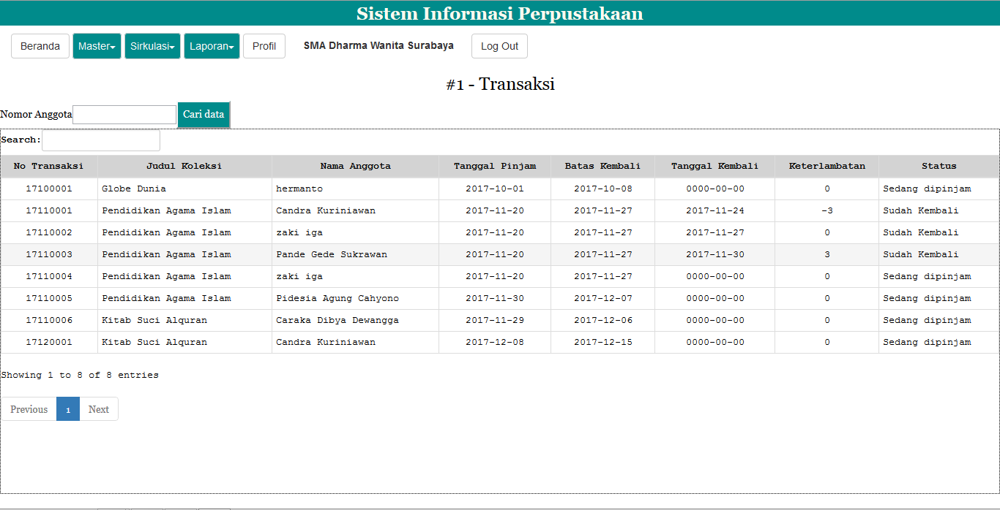 Sistem Informasi Perpustakaan
Beranda Master Sirkulasi Laporan Profil SMA Dharma Wanita Surabaya Log Out
#1 - Transaksi
Nomor Anggota Cari data
Search:
No Transaksi Judul Koleksi Nama Anggota Tanggal Pinjam Batas Kembali Tanggal Kembali Keterlambatan Status
17100001 Globe Dunia hermanto 2017-10-01 2017-10-08 0000-00-00 0 Sedang dipinjam
17110001 Pendidikan Agama Islam Candra Kuriniawan 2017-11-20 2017-11-27 2017-11-24 -3 Sudah Kembali
17110002 Pendidikan Agama Islam zaki iga 2017-11-20 2017-11-27 2017-11-27 0 Sudah Kembali
17110003 Pendidikan Agama Islam Pande Gede Sukrawan 2017-11-20 2017-11-27 2017-11-30 3 Sudah Kembali
17110004 Pendidikan Agama Islam zaki iga 2017-11-20 2017-11-27 0000-00-00 0 Sedang dipinjam
17110005 Pendidikan Agama Islam Pidesia Agung Cahyono 2017-11-30 2017-12-07 0000-00-00 0 Sedang dipinjam
17110006 Kitab Suci Alquran Caraka Dibya Dewangga 2017-11-29 2017-12-06 0000-00-00 0 Sedang dipinjam
17120001 Kitab Suci Alquran Candra Kuriniawan 2017-12-08 2017-12-15 0000-00-00 0 Sedang dipinjam
Showing 1 to 8 of 8 entries
Previous 1 Next